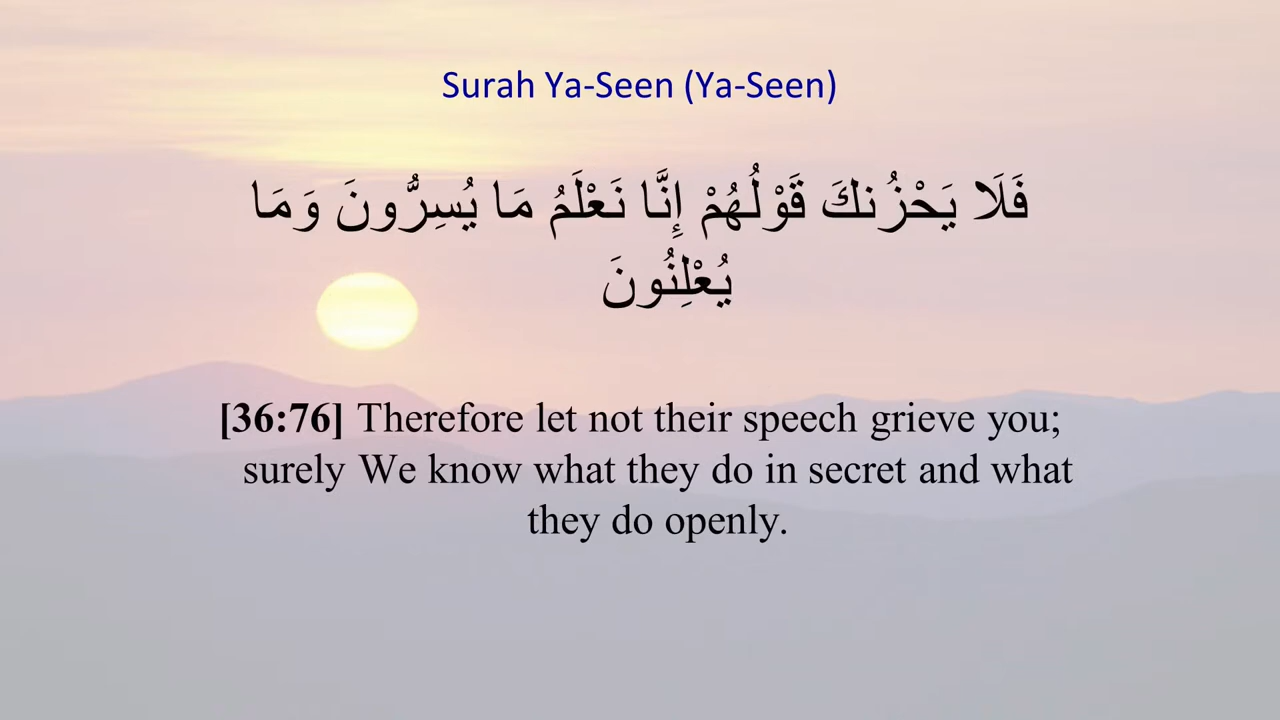 Surah Ya-Seen (Ya-Seen)
فَلَا يَحْزُنكَ قَوْلُهُمْ إِنَّا نَعْلَمُ مَا يُسِرُّونَ وَمَا
يُعْلِنُونَ
[36:76] Therefore let not their speech grieve you;
surely We know what they do in secret and what
they do openly.